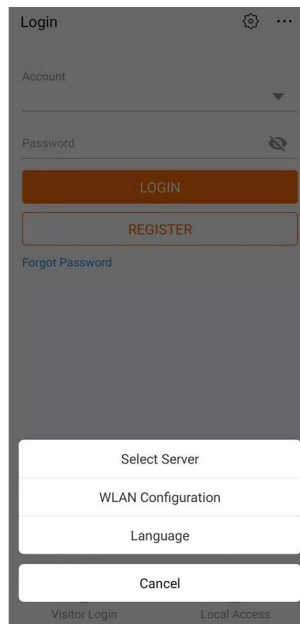 Login
Account
Password
LOGIN
REGISTER
Forgot Password
Select Server
WLAN Configuration
Language
Cancel
Visitor Login Local Access